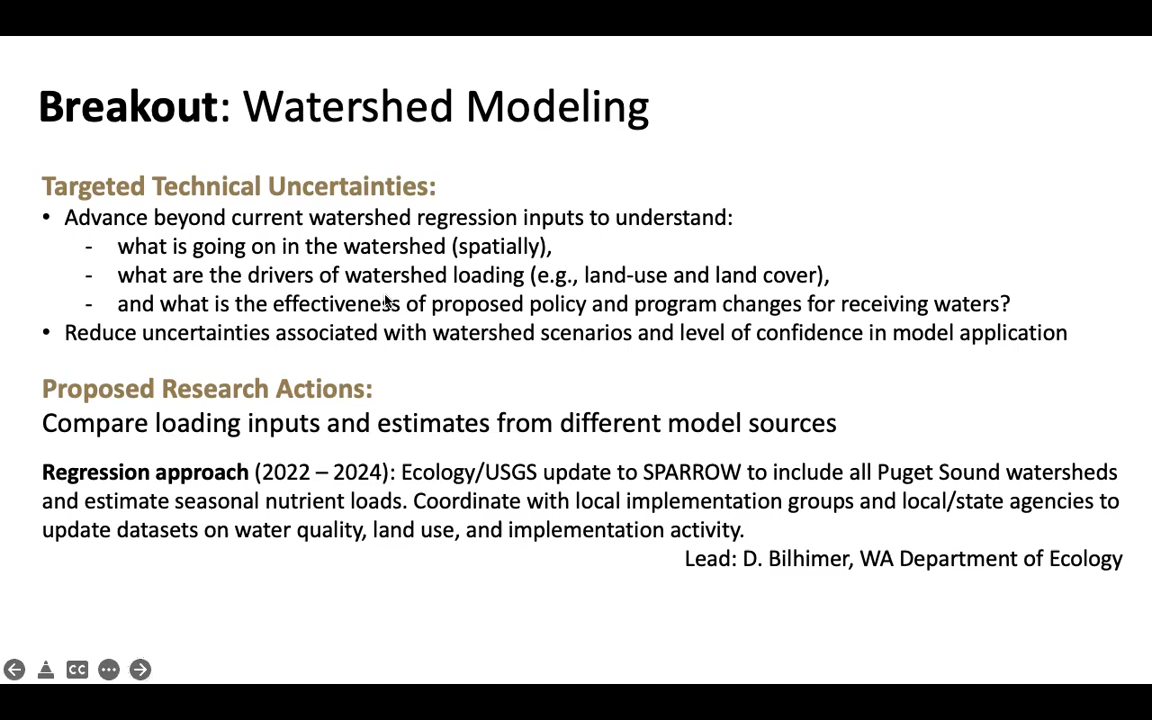 Breakout: Watershed Modeling
Targeted Technical Uncertainties:
• Advance beyond current watershed regression inputs to understand:
- what is going on in the watershed (spatially),
- what are the drivers of watershed loading (e.g., land-use and land cover),
- and what is the effectiveness of proposed policy and program changes for receiving waters?
• Reduce uncertainties associated with watershed scenarios and level of confidence in model application
Proposed Research Actions:
Compare loading inputs and estimates from different model sources
Regression approach (2022 – 2024): Ecology/USGS update to SPARROW to include all Puget Sound watersheds
and estimate seasonal nutrient loads. Coordinate with local implementation groups and local/state agencies to
update datasets on water quality, land use, and implementation activity.
Lead: D. Bilhimer, WA Department of Ecology
CC